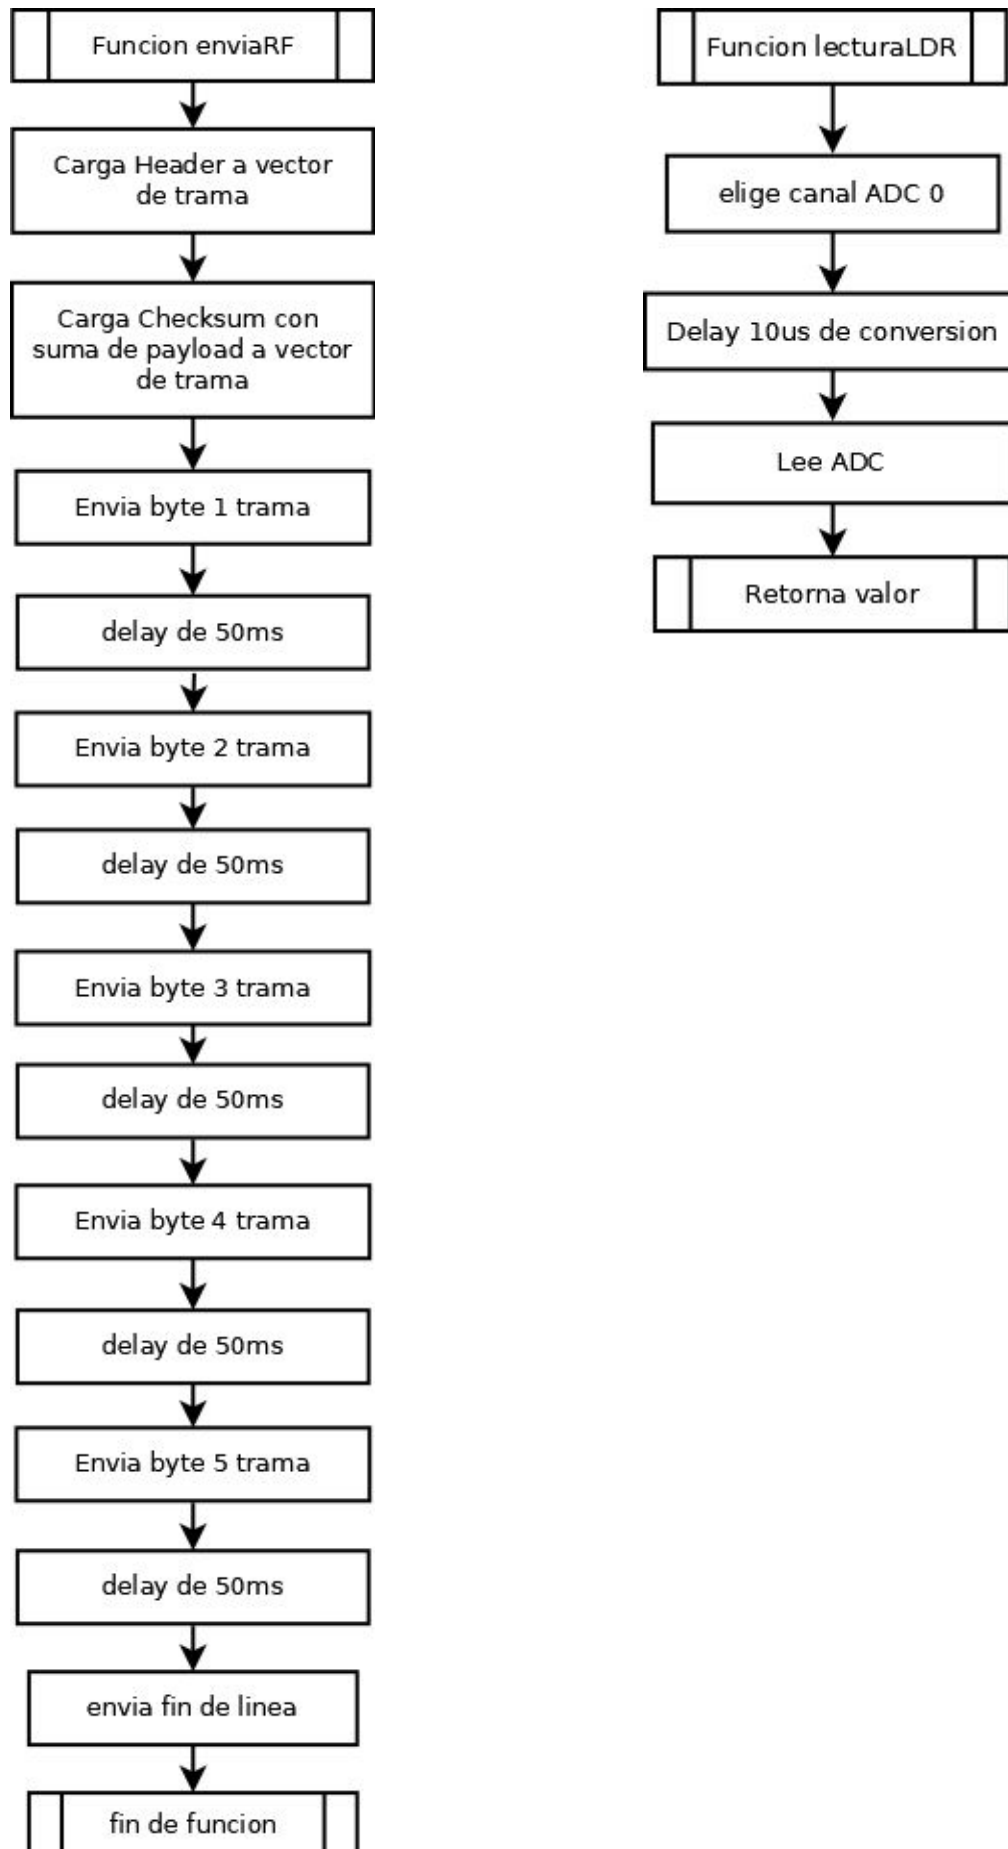 Funcion enviaRF
Carga Header a vector
de trama
Carga Checksum con
suma de payload a vector
de trama
Envia byte 1 trama
delay de 50ms
Envia byte 2 trama
delay de 50ms
Envia byte 3 trama
delay de 50ms
Envia byte 4 trama
delay de 50ms
Envia byte 5 trama
delay de 50ms
envia fin de linea
fin de funcion
Funcion lecturaLDR
elige canal ADC 0
Delay 10us de conversion
Lee ADC
Retorna valor